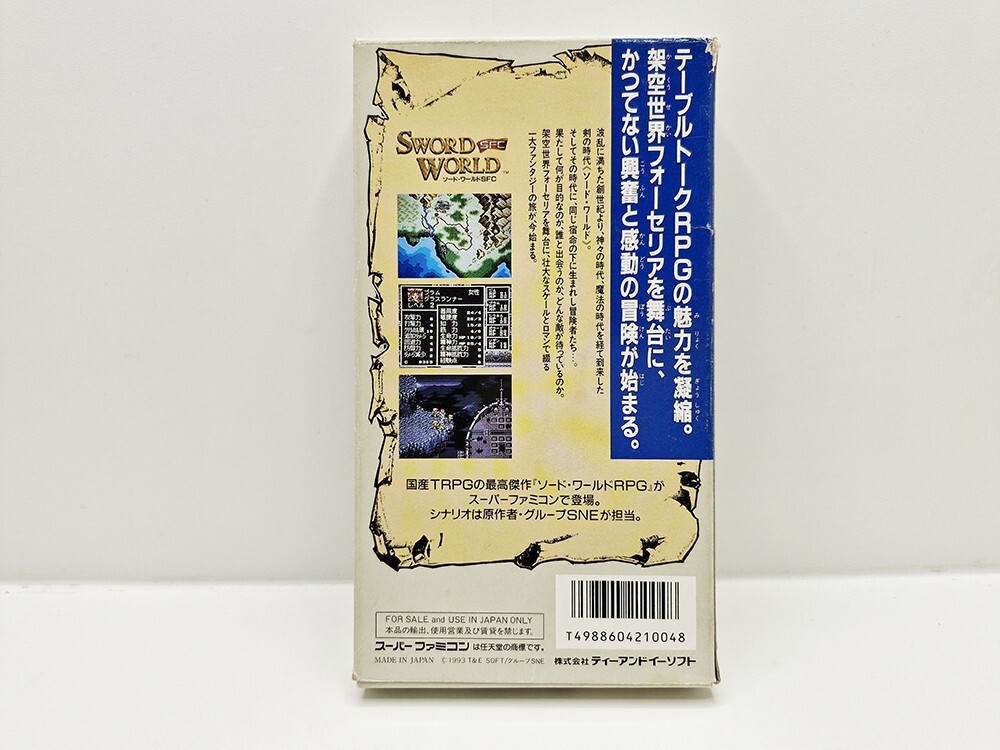 テーブルトークRPGの魅力を凝縮。
架空世界フォーセリアを舞台に、
かつてない興奮と感動の冒険が始まる。
SWORD WORLD SFC
ソード・ワールドSFC
波乱に満ちた創世紀より、神々の時代、魔法の時代を経て到来した
剣の時代〈ソード・ワールド〉。
そしてその時代に、同じ宿命の下に生まれし冒険者たち…。
果たして何が目的なのか、誰と出会うのか、どんな敵が待っているのか。
架空世界フォーセリアを舞台に、壮大なスケールとロマンで綴る
一大ファンタジーの旅が、今始まる。
ゴラム 女性
グラスランナー
レベル 2
国産TRPGの最高傑作『ソード・ワールドRPG』が
スーパーファミコンで登場。
シナリオは原作者・グループSNEが担当。
FOR SALE and USE IN JAPAN ONLY
本品の輸出、使用営業及び賃貸を禁じます。
スーパーファミコンは任天堂の商標です。
MADE IN JAPAN ©1993 T&E SOFT/グループSNE
T4988604210048
株式会社ティーアンドイーソフト